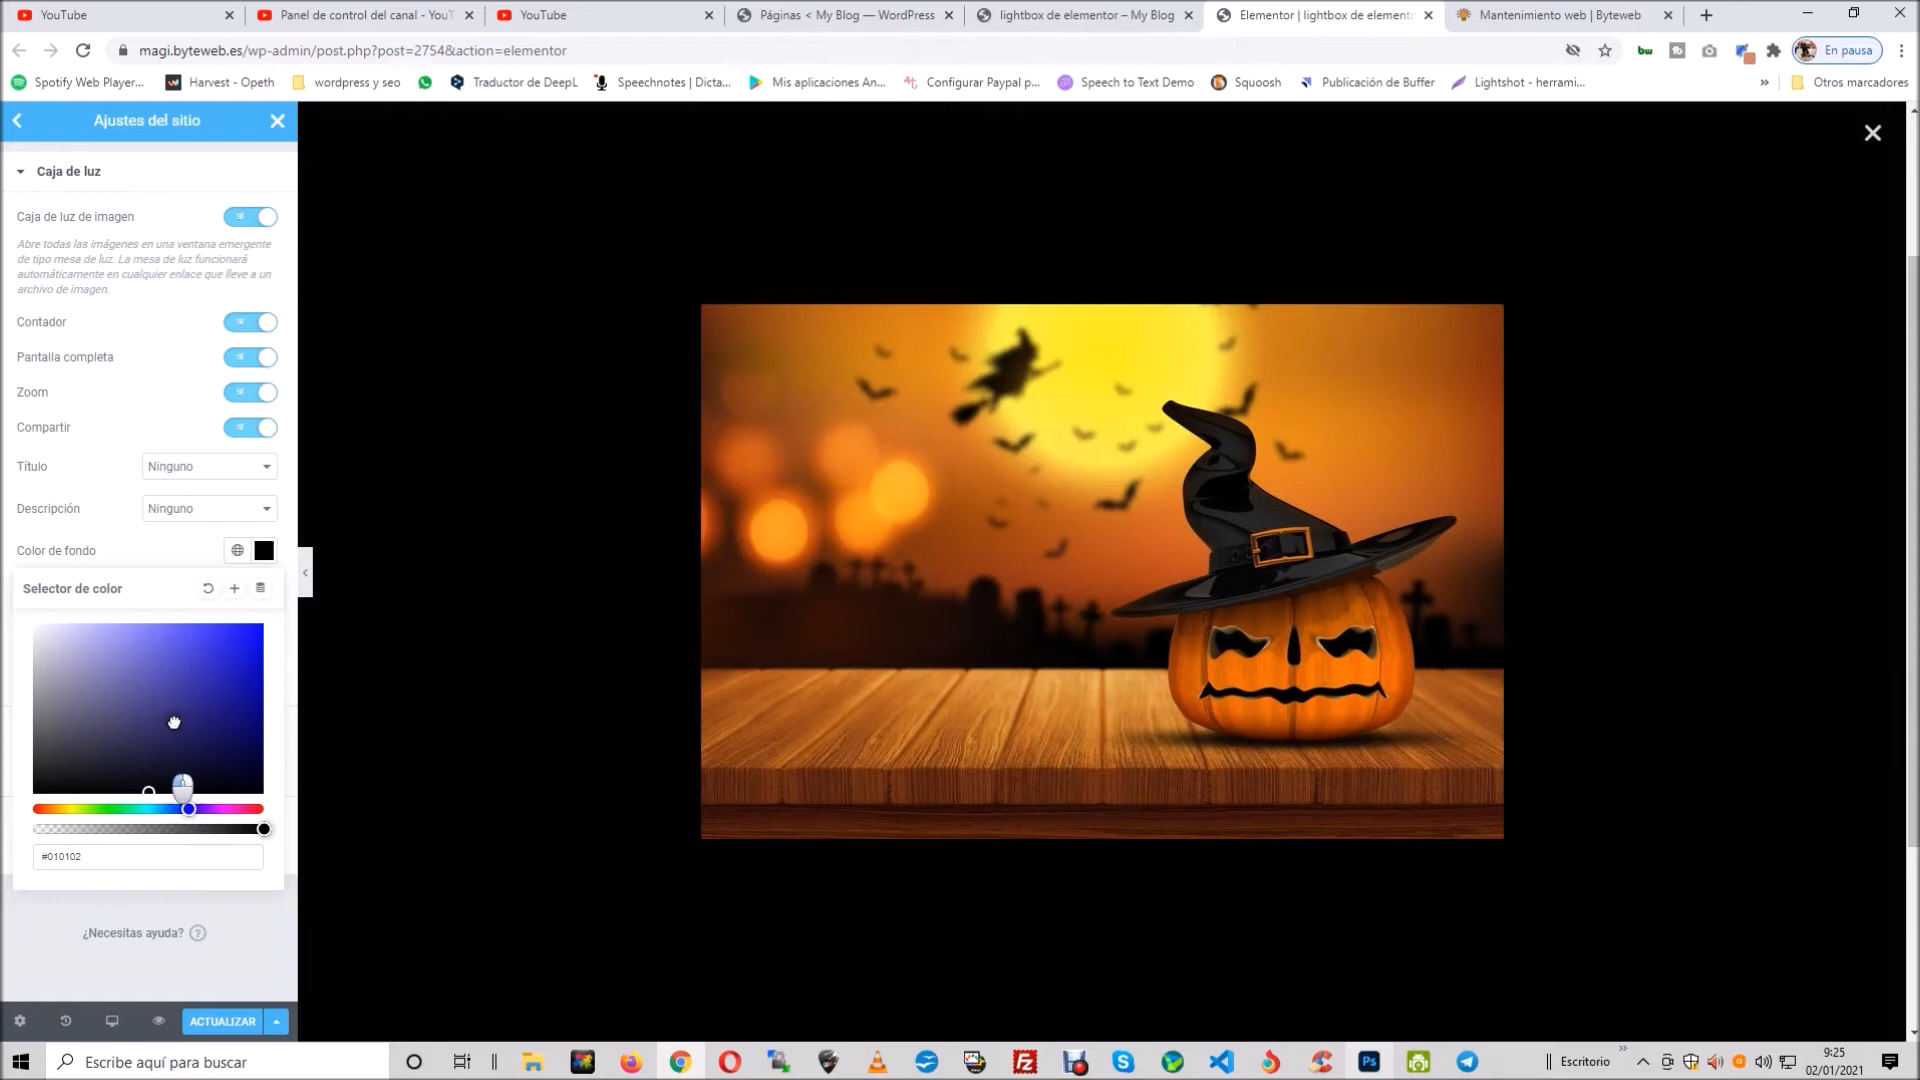 YouTube
Panel de control del canal - YouT
YouTube
Páginas < My Blog — WordPress
lightbox de elementor – My Blog
Elementor | lightbox de elemento
Mantenimiento web | Byteweb
magi.byteweb.es/wp-admin/post.php?post=2754&action=elementor
En pausa
Spotify Web Player...
Harvest - Opeth
wordpress y seo
Traductor de DeepL
Speechnotes | Dicta...
Mis aplicaciones An...
Configurar Paypal p...
Speech to Text Demo
Squoosh
Publicación de Buffer
Lightshot - herrami...
»
Otros marcadores
Ajustes del sitio
Caja de luz
Caja de luz de imagen
SÍ
Abre todas las imágenes en una ventana emergente
de tipo mesa de luz. La mesa de luz funcionará
automáticamente en cualquier enlace que lleve a un
archivo de imagen.
Contador
SÍ
Pantalla completa
SÍ
Zoom
SÍ
Compartir
SÍ
Título
Ninguno
Descripción
Ninguno
Color de fondo
Selector de color
#010102
¿Necesitas ayuda?
ACTUALIZAR
Escribe aquí para buscar
Escritorio
»
9:25
02/01/2021